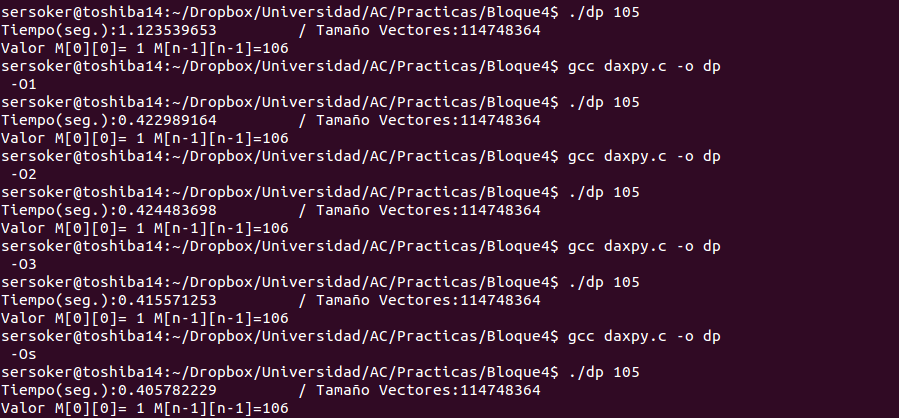 sersoker@toshiba14:~/Dropbox/Universidad/AC/Practicas/Bloque4$ ./dp 105
Tiempo(seg.):1.123539653 / Tamaño Vectores:114748364
Valor M[0][0]= 1 M[n-1][n-1]=106
sersoker@toshiba14:~/Dropbox/Universidad/AC/Practicas/Bloque4$ gcc daxpy.c -o dp
-O1
sersoker@toshiba14:~/Dropbox/Universidad/AC/Practicas/Bloque4$ ./dp 105
Tiempo(seg.):0.422989164 / Tamaño Vectores:114748364
Valor M[0][0]= 1 M[n-1][n-1]=106
sersoker@toshiba14:~/Dropbox/Universidad/AC/Practicas/Bloque4$ gcc daxpy.c -o dp
-O2
sersoker@toshiba14:~/Dropbox/Universidad/AC/Practicas/Bloque4$ ./dp 105
Tiempo(seg.):0.424483698 / Tamaño Vectores:114748364
Valor M[0][0]= 1 M[n-1][n-1]=106
sersoker@toshiba14:~/Dropbox/Universidad/AC/Practicas/Bloque4$ gcc daxpy.c -o dp
-O3
sersoker@toshiba14:~/Dropbox/Universidad/AC/Practicas/Bloque4$ ./dp 105
Tiempo(seg.):0.415571253 / Tamaño Vectores:114748364
Valor M[0][0]= 1 M[n-1][n-1]=106
sersoker@toshiba14:~/Dropbox/Universidad/AC/Practicas/Bloque4$ gcc daxpy.c -o dp
-Os
sersoker@toshiba14:~/Dropbox/Universidad/AC/Practicas/Bloque4$ ./dp 105
Tiempo(seg.):0.405782229 / Tamaño Vectores:114748364
Valor M[0][0]= 1 M[n-1][n-1]=106